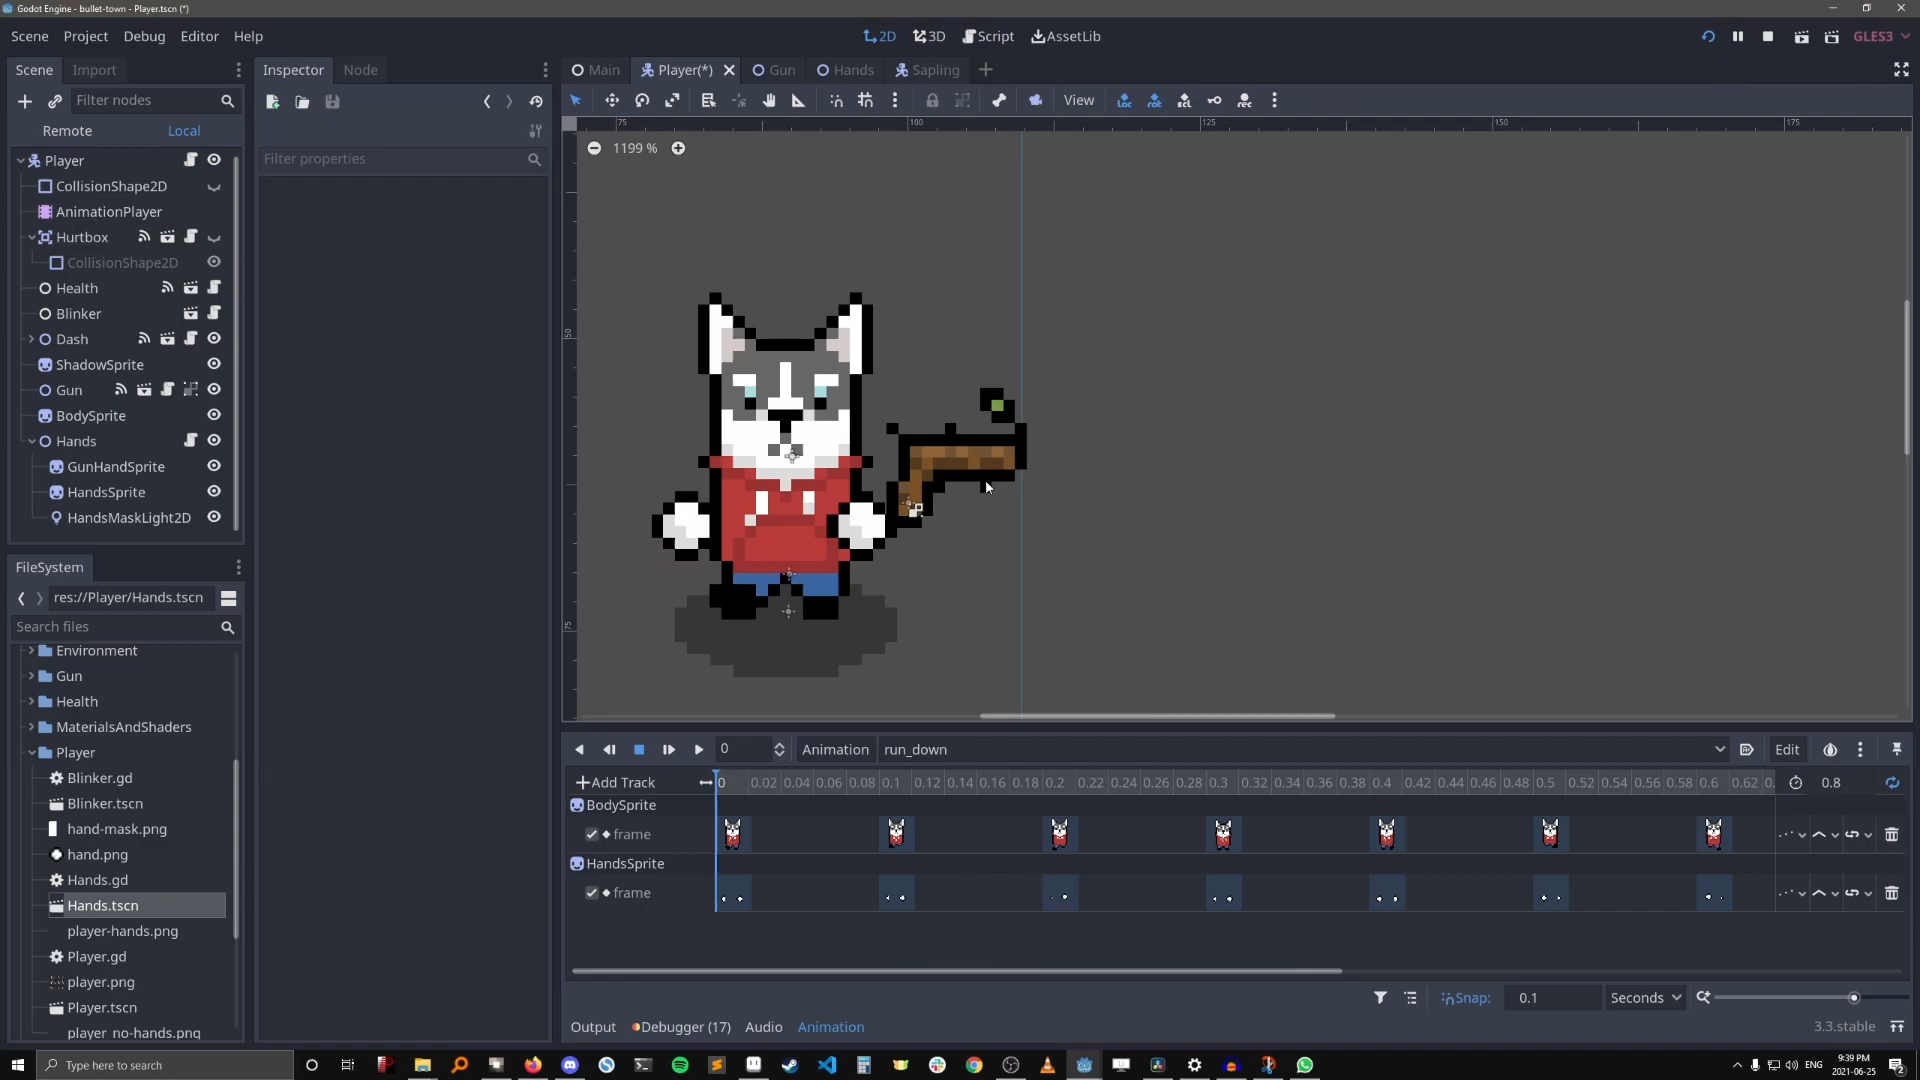 Godot Engine - bullet-town - Player.tscn (*)
Scene Project Debug Editor Help
2D 3D Script AssetLib
GLES3
Scene Import
Inspector Node
Main Player(*) Gun Hands Sapling
Filter nodes
View
Remote Local
Filter properties
1199 %
75 100 125 150 175
50
75
Player
CollisionShape2D
AnimationPlayer
Hurtbox
CollisionShape2D
Health
Blinker
Dash
ShadowSprite
Gun
BodySprite
Hands
GunHandSprite
HandsSprite
HandsMaskLight2D
FileSystem
res://Player/Hands.tscn
Search files
Environment
Gun
Health
MaterialsAndShaders
Player
Blinker.gd
Blinker.tscn
hand-mask.png
hand.png
Hands.gd
Hands.tscn
player-hands.png
Player.gd
player.png
Player.tscn
player_no-hands.png
0 Animation run_down Edit
Add Track 0 0.02 0.04 0.06 0.08 0.1 0.12 0.14 0.16 0.18 0.2 0.22 0.24 0.26 0.28 0.3 0.32 0.34 0.36 0.38 0.4 0.42 0.44 0.46 0.48 0.5 0.52 0.54 0.56 0.58 0.6 0.62 0. 0.8
BodySprite
frame
HandsSprite
frame
Snap: 0.1 Seconds
Output Debugger (17) Audio Animation
3.3.stable
Type here to search
ENG
9:39 PM
2021-06-25
2